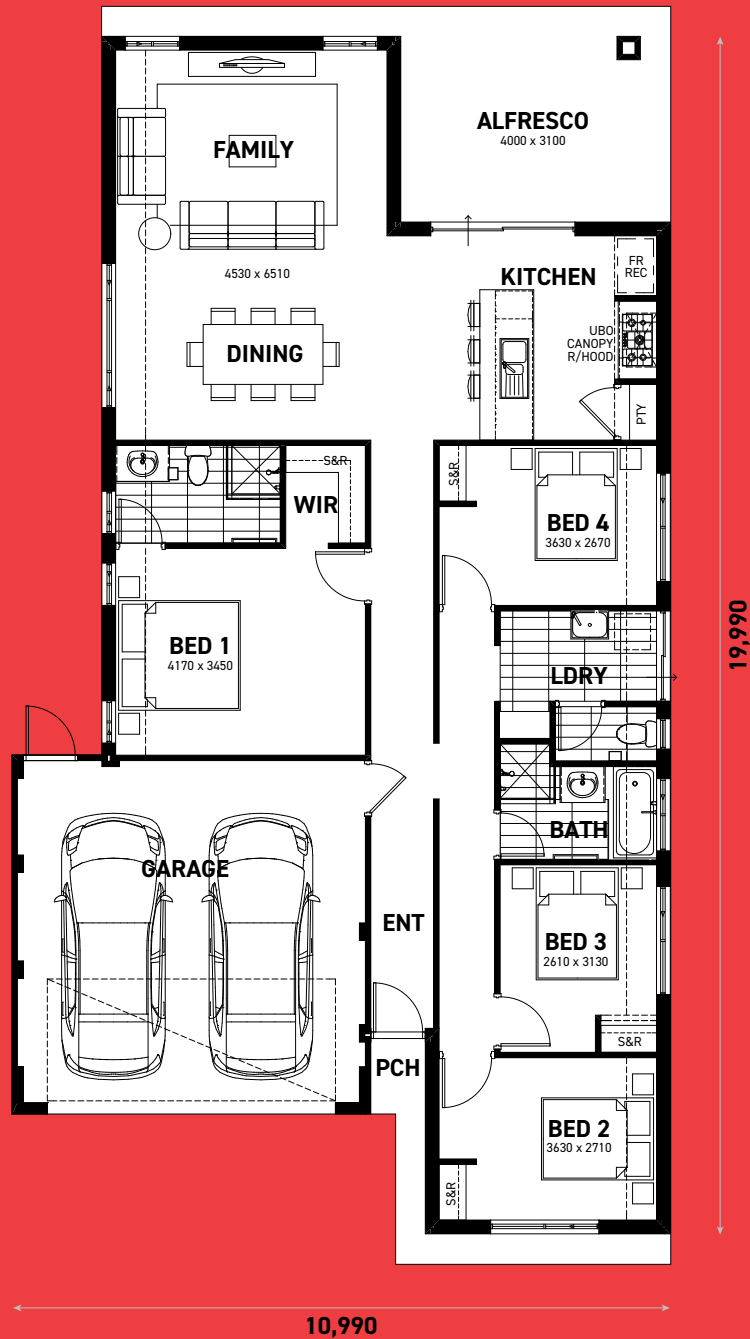 ALFRESCO
4000 x 3100
FAMILY
4530 x 6510
KITCHEN
FR
REC
UBO
CANOPY
R/HOOD
DINING
PTY
S&R
WIR
S&R
BED 4
3630 x 2670
BED 1
4170 x 3450
LDRY
19,990
BATH
GARAGE
ENT
BED 3
2610 x 3130
S&R
PCH
BED 2
3630 x 2710
S&R
10,990